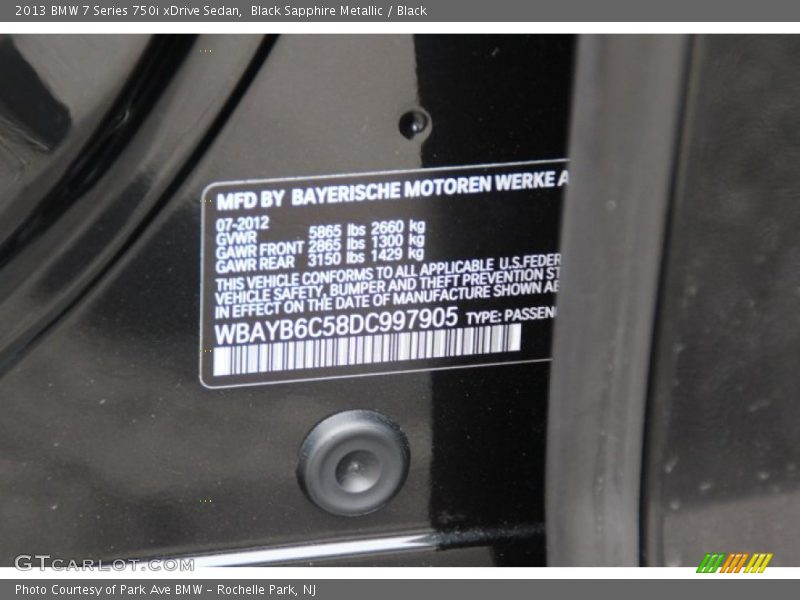 2013 BMW 7 Series 750i xDrive Sedan, Black Sapphire Metallic / Black
MFD BY BAYERISCHE MOTOREN WERKE A
07-2012
GVWR 5865 lbs 2660 kg
GAWR FRONT 2865 lbs 1300 kg
GAWR REAR 3150 lbs 1429 kg
THIS VEHICLE CONFORMS TO ALL APPLICABLE U.S.FEDER
VEHICLE SAFETY, BUMPER AND THEFT PREVENTION ST
IN EFFECT ON THE DATE OF MANUFACTURE SHOWN AB
WBAYB6C58DC997905 TYPE: PASSEN
GTCARLOT.COM
Photo Courtesy of Park Ave BMW - Rochelle Park, NJ